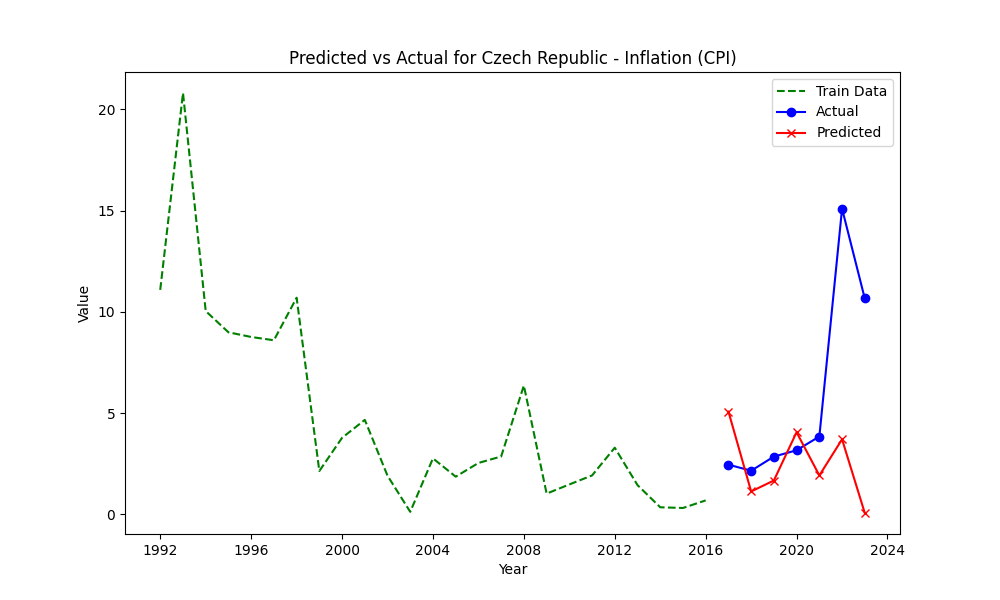 Predicted vs Actual for Czech Republic - Inflation (CPI)
Train Data
Actual
Predicted
Value
20
15
10
5
0
1992 1996 2000 2004 2008 2012 2016 2020 2024
Year